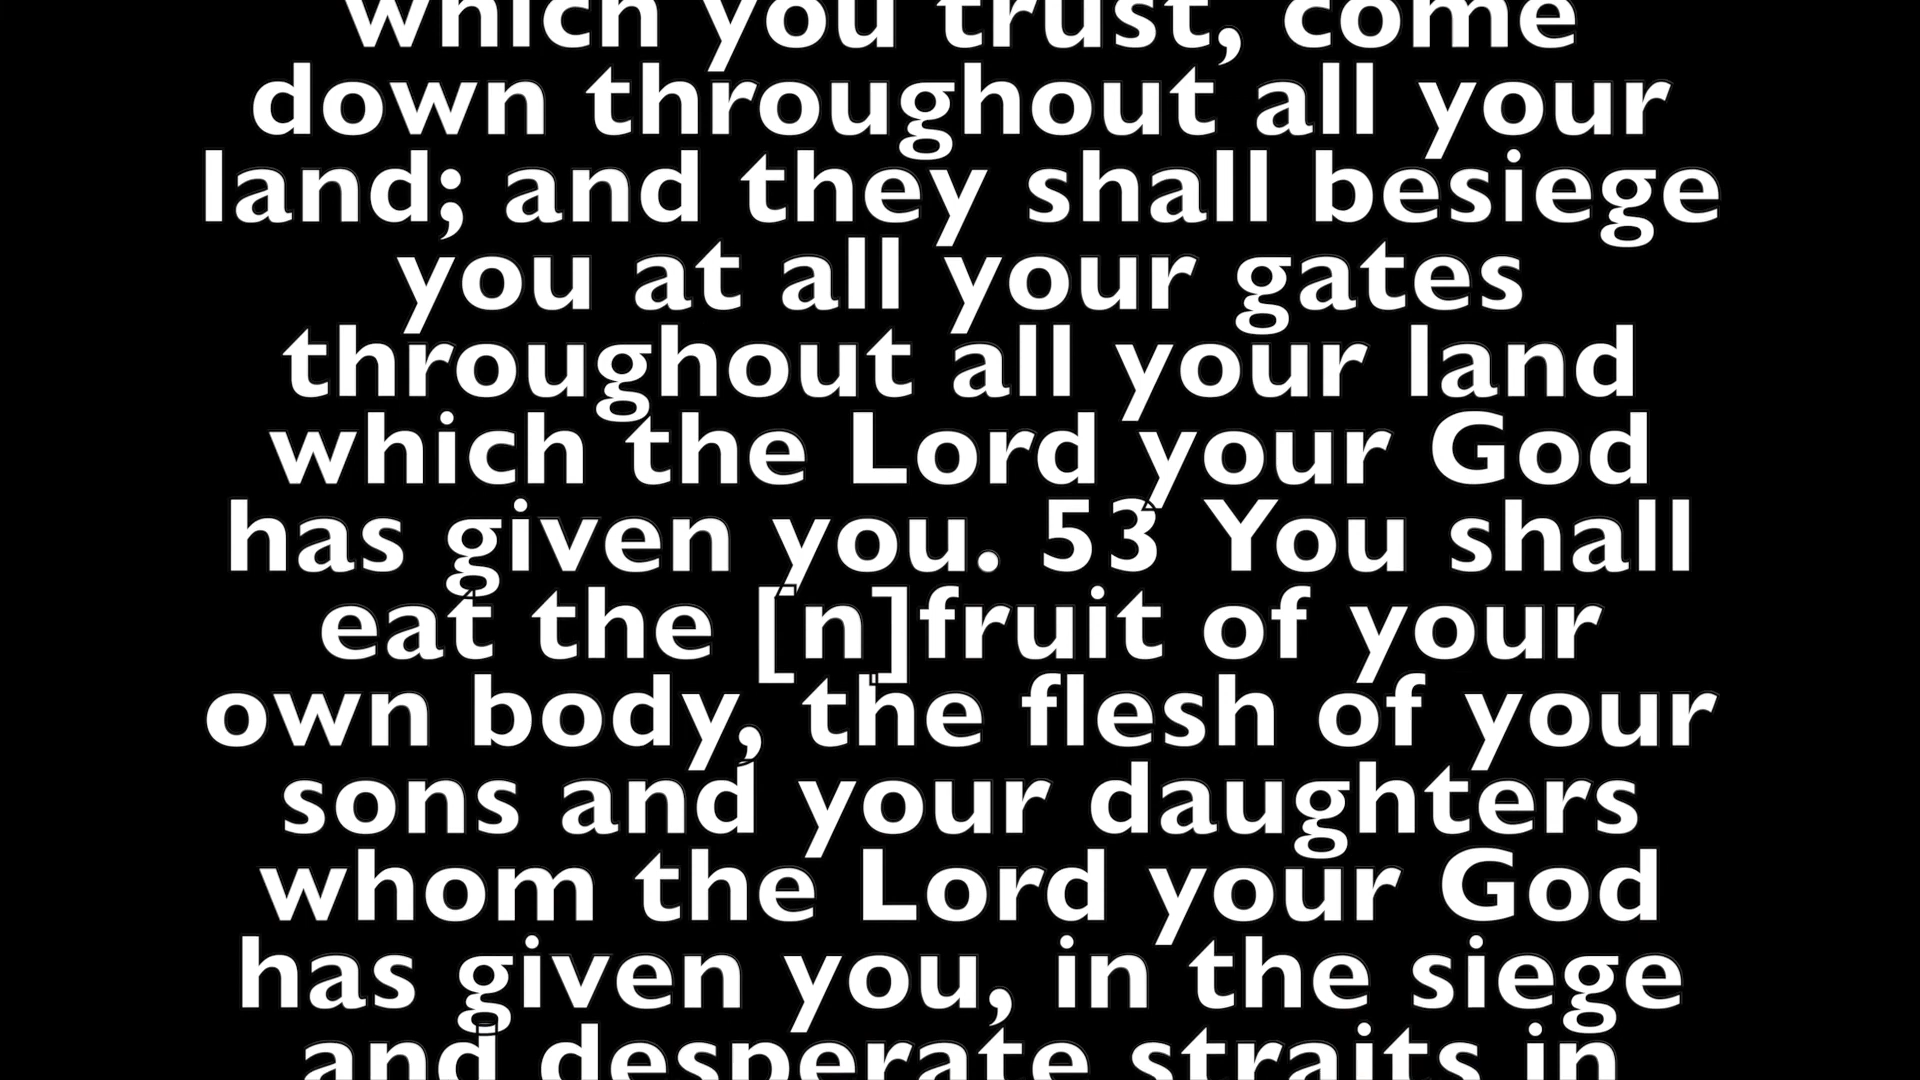 which you trust, come
down throughout all your
land; and they shall besiege
you at all your gates
throughout all your land
which the Lord your God
has given you. 53 You shall
eat the [n]fruit of your
own body, the flesh of your
sons and your daughters
whom the Lord your God
has given you, in the siege
and desperate straits in